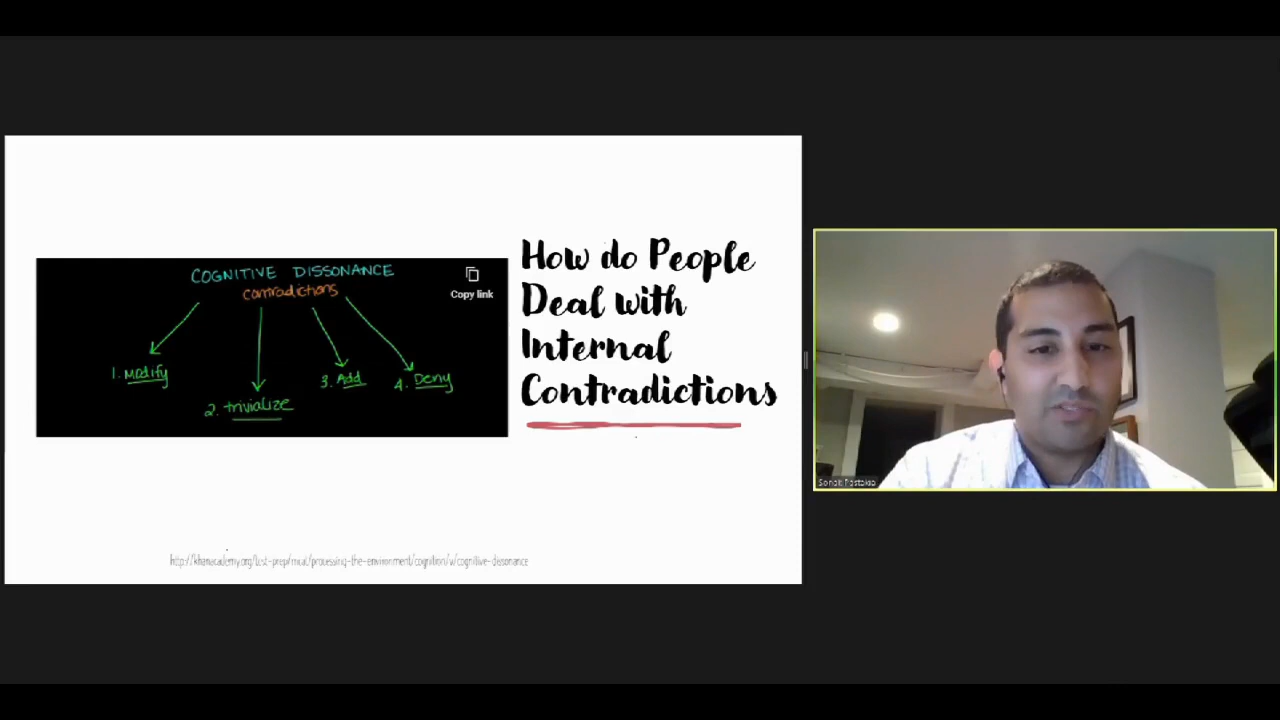 COGNITIVE DISSONANCE
contradictions
Copy link
1. Modify
2. trivialize
3. Add
4. Deny
How do People
Deal with
Internal
Contradictions